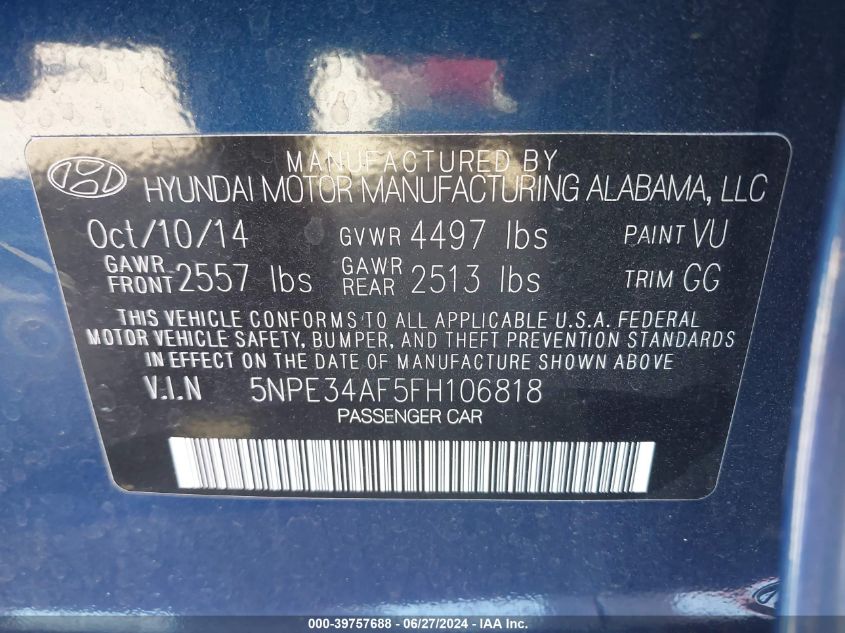 MANUFACTURED BY
HYUNDAI MOTOR MANUFACTURING ALABAMA, LLC
Oct/10/14 GVWR 4497 lbs PAINT VU
GAWR FRONT 2557 lbs GAWR REAR 2513 lbs TRIM GG
THIS VEHICLE CONFORMS TO ALL APPLICABLE U.S.A. FEDERAL
MOTOR VEHICLE SAFETY, BUMPER, AND THEFT PREVENTION STANDARDS
IN EFFECT ON THE DATE OF MANUFACTURE SHOWN ABOVE
V.I.N 5NPE34AF5FH106818
PASSENGER CAR
000-39757688 - 06/27/2024 - IAA Inc.